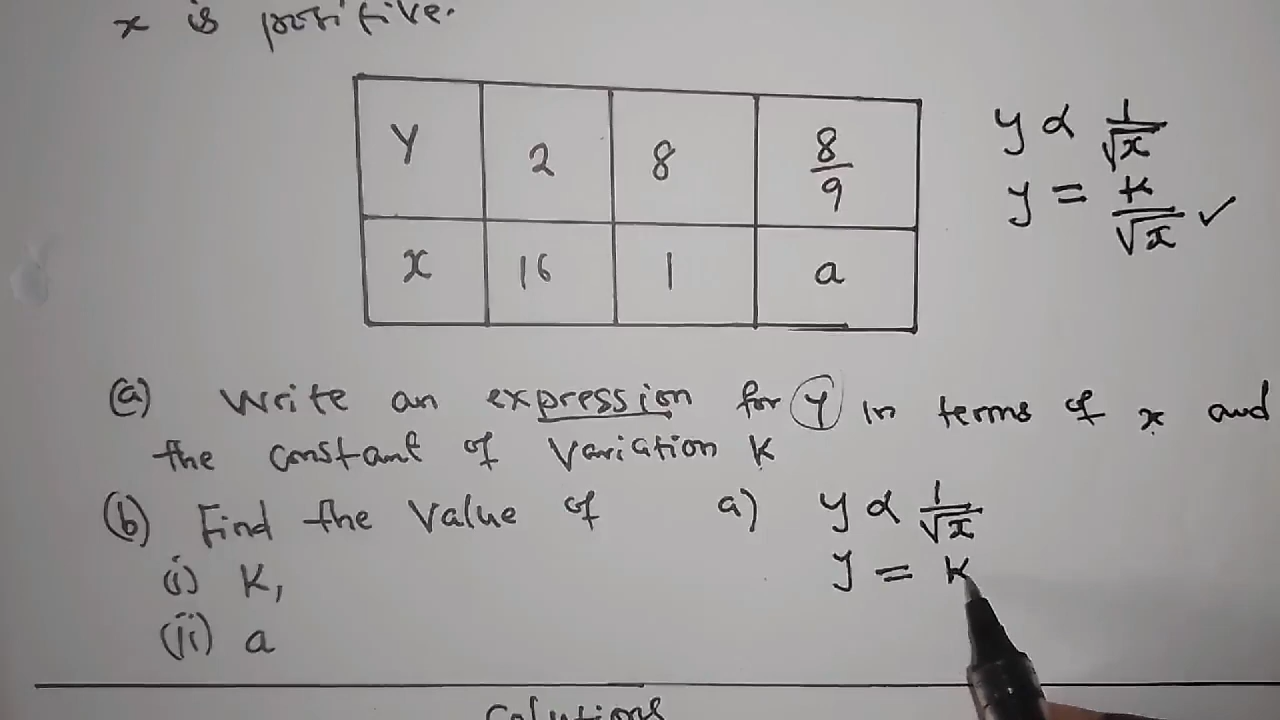 x is positive.
Y 2 8 8/9
x 16 1 a
y ∝ 1/√x
y = k/√x ✓
(a) Write an expression for y in terms of x and
the constant of variation K
(b) Find the value of
(i) K,
(ii) a
a) y ∝ 1/√x
y = k
Solutions